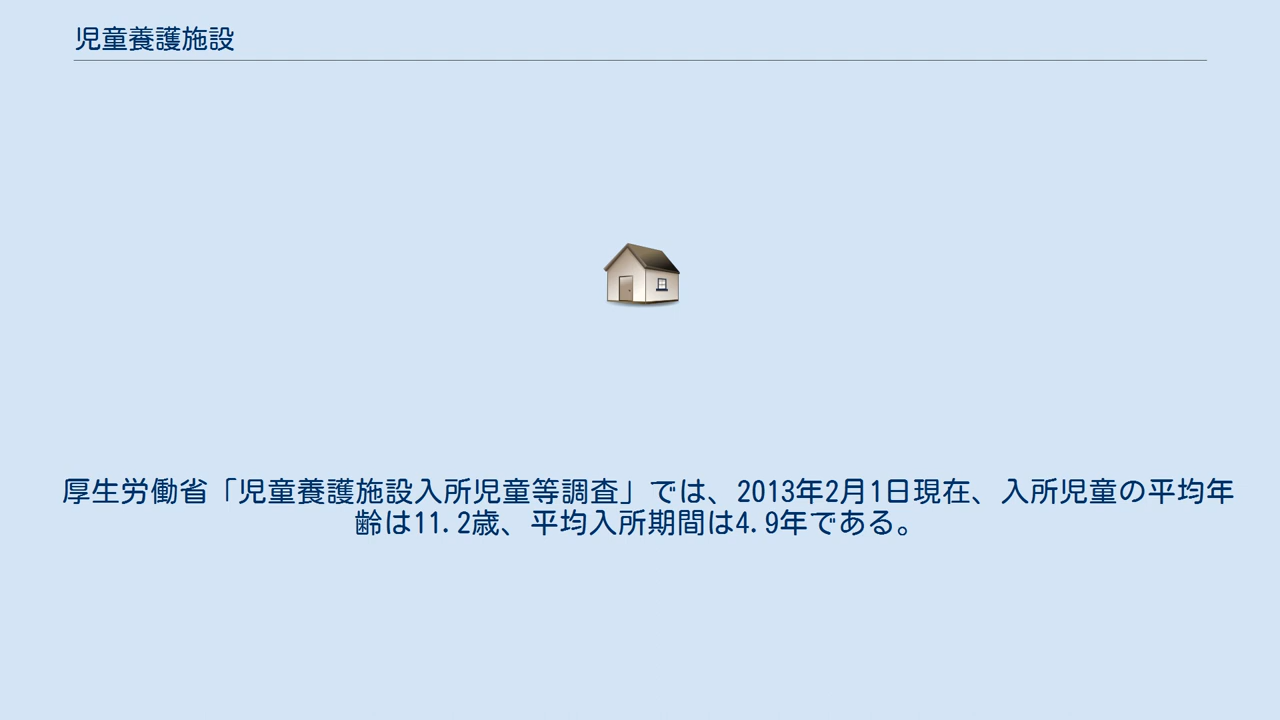 児童養護施設
厚生労働省「児童養護施設入所児童等調査」では、2013年2月1日現在、入所児童の平均年
齢は11.2歳、平均入所期間は4.9年である。